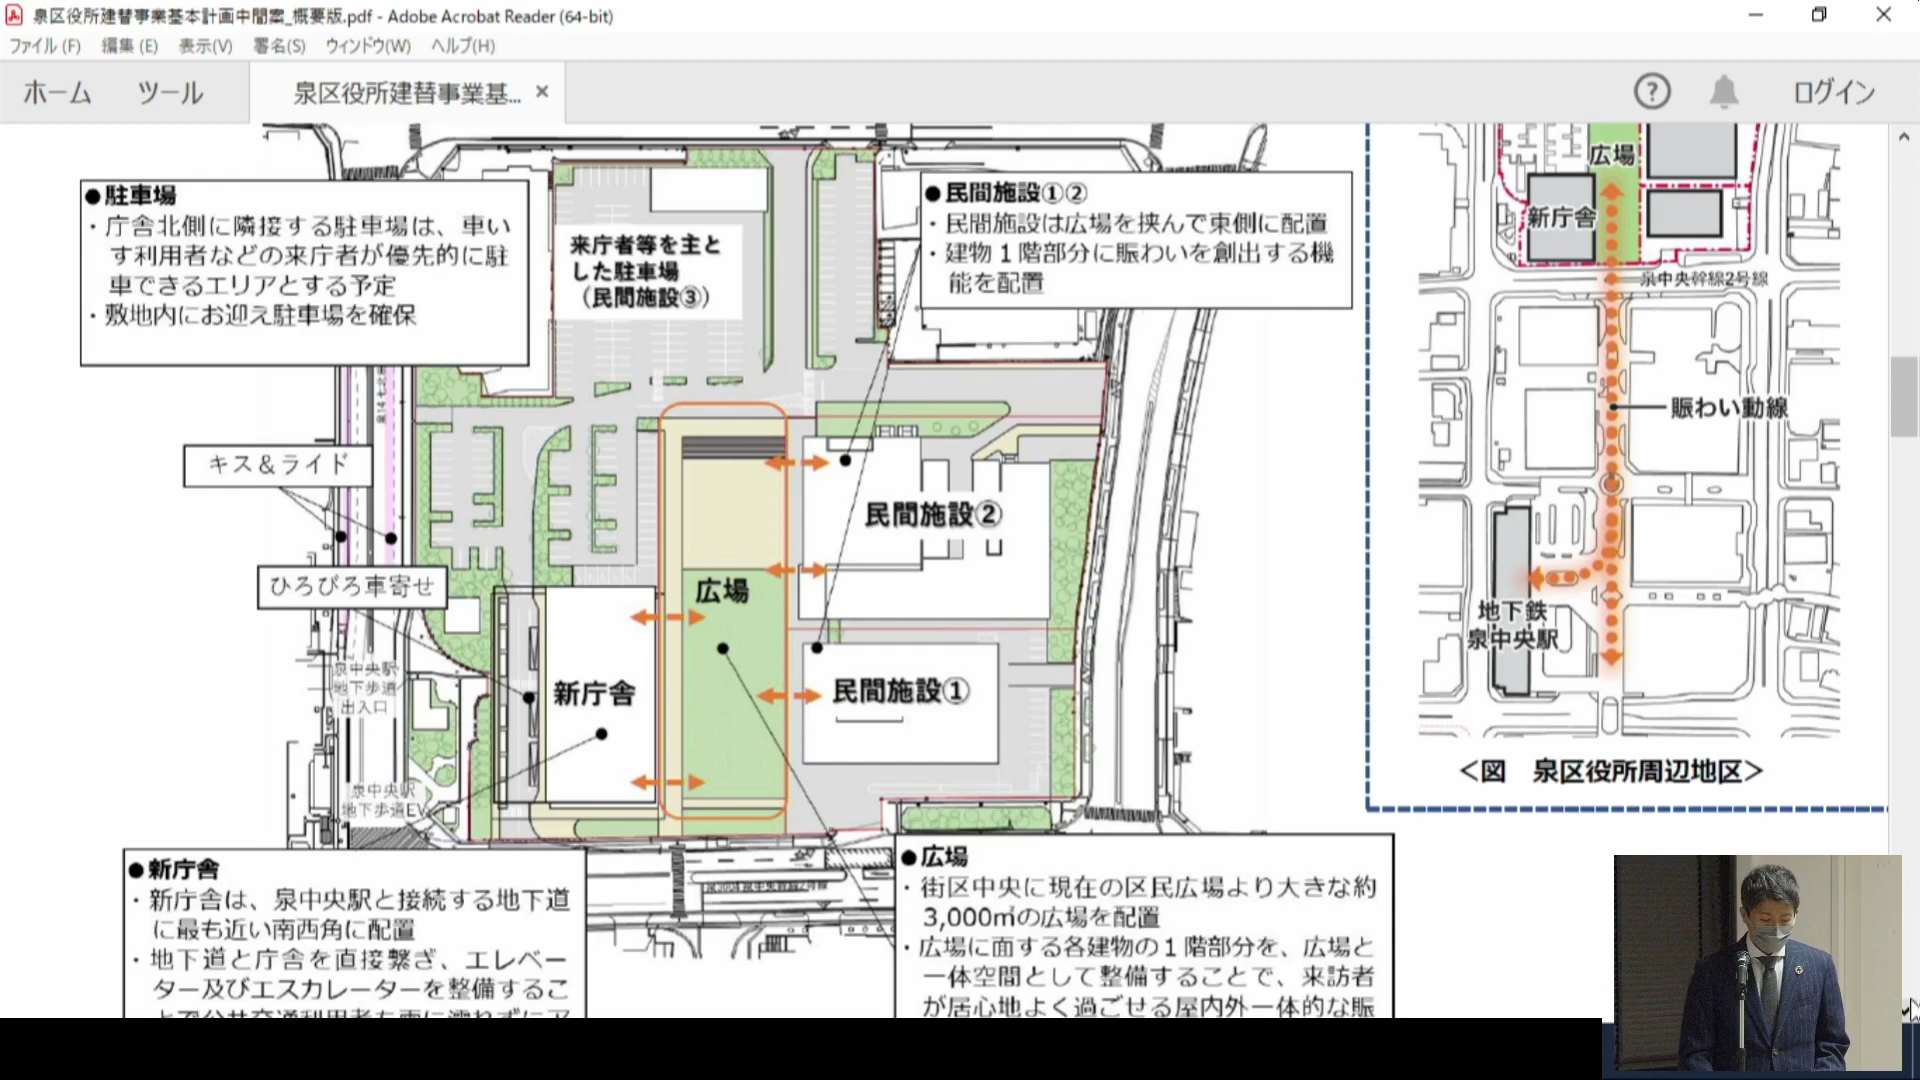 泉区役所建替事業基本計画中間案_概要版.pdf - Adobe Acrobat Reader (64-bit)
ファイル(F) 編集(E) 表示(V) 署名(S) ウィンドウ(W) ヘルプ(H)
ホーム ツール 泉区役所建替事業基... × ログイン
●駐車場
・庁舎北側に隣接する駐車場は、車い
す利用者などの来庁者が優先的に駐
車できるエリアとする予定
・敷地内にお迎え駐車場を確保
来庁者等を主と
した駐車場
（民間施設③）
●民間施設①②
・民間施設は広場を挟んで東側に配置
・建物１階部分に賑わいを創出する機
能を配置
キス＆ライド
ひろびろ車寄せ
泉中央駅
地下歩道
出入口
泉中央駅
地下歩道EV
新庁舎
広場
民間施設②
民間施設①
広場
新庁舎
泉中央幹線2号線
賑わい動線
地下鉄
泉中央駅
＜図　泉区役所周辺地区＞
●新庁舎
・新庁舎は、泉中央駅と接続する地下道
に最も近い南西角に配置
・地下道と庁舎を直接繋ぎ、エレベー
ター及びエスカレーターを整備するこ
とで公共交通利用者も雨に濡れずにア
●広場
・街区中央に現在の区民広場より大きな約
3,000㎡の広場を配置
・広場に面する各建物の１階部分を、広場と
一体空間として整備することで、来訪者
が居心地よく過ごせる屋内外一体的な賑